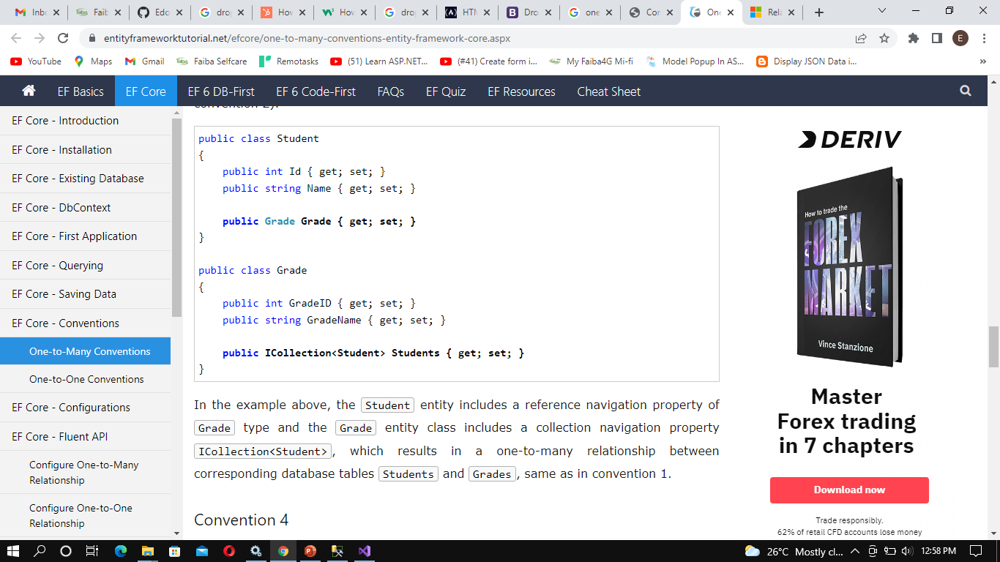 Inbo
Faib
Edo
drop
How
How
drop
HTM
Dro
one
Cor
One
Rela
entityframeworktutorial.net/efcore/one-to-many-conventions-entity-framework-core.aspx
E
YouTube
Maps
Gmail
Faiba Selfcare
Remotasks
(51) Learn ASP.NET...
(#41) Create form i...
My Faiba4G Mi-fi
Model Popup In AS...
Display JSON Data i...
»
EF Basics
EF Core
EF 6 DB-First
EF 6 Code-First
FAQs
EF Quiz
EF Resources
Cheat Sheet
EF Core - Introduction
EF Core - Installation
EF Core - Existing Database
EF Core - DbContext
EF Core - First Application
EF Core - Querying
EF Core - Saving Data
EF Core - Conventions
One-to-Many Conventions
One-to-One Conventions
EF Core - Configurations
EF Core - Fluent API
Configure One-to-Many
Relationship
Configure One-to-One
Relationship
convention 2).
public class Student
{
    public int Id { get; set; }
    public string Name { get; set; }
    public Grade Grade { get; set; }
}
public class Grade
{
    public int GradeID { get; set; }
    public string GradeName { get; set; }
    public ICollection<Student> Students { get; set; }
}
In the example above, the Student entity includes a reference navigation property of
Grade type and the Grade entity class includes a collection navigation property
ICollection<Student>, which results in a one-to-many relationship between
corresponding database tables Students and Grades, same as in convention 1.
Convention 4
DERIV
How to trade the
FOREX
MARKET
Vince Stanzione
Master
Forex trading
in 7 chapters
Download now
Trade responsibly.
62% of retail CFD accounts lose money
26°C Mostly cl...
12:58 PM